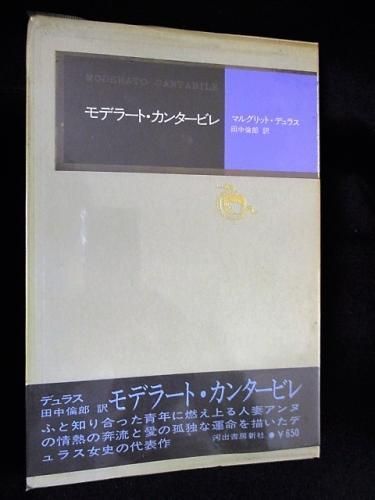 MODERATO CANTABILE
モデラート・カンタービレ
マルグリット・デュラス
田中倫郎 訳
デュラス
田中倫郎 訳
モデラート・カンタービレ
ふと知り合った青年に燃え上る人妻アンヌ
の情熱の奔流と愛の孤独な運命を描いたデ
ュラス女史の代表作
河出書房新社●¥650